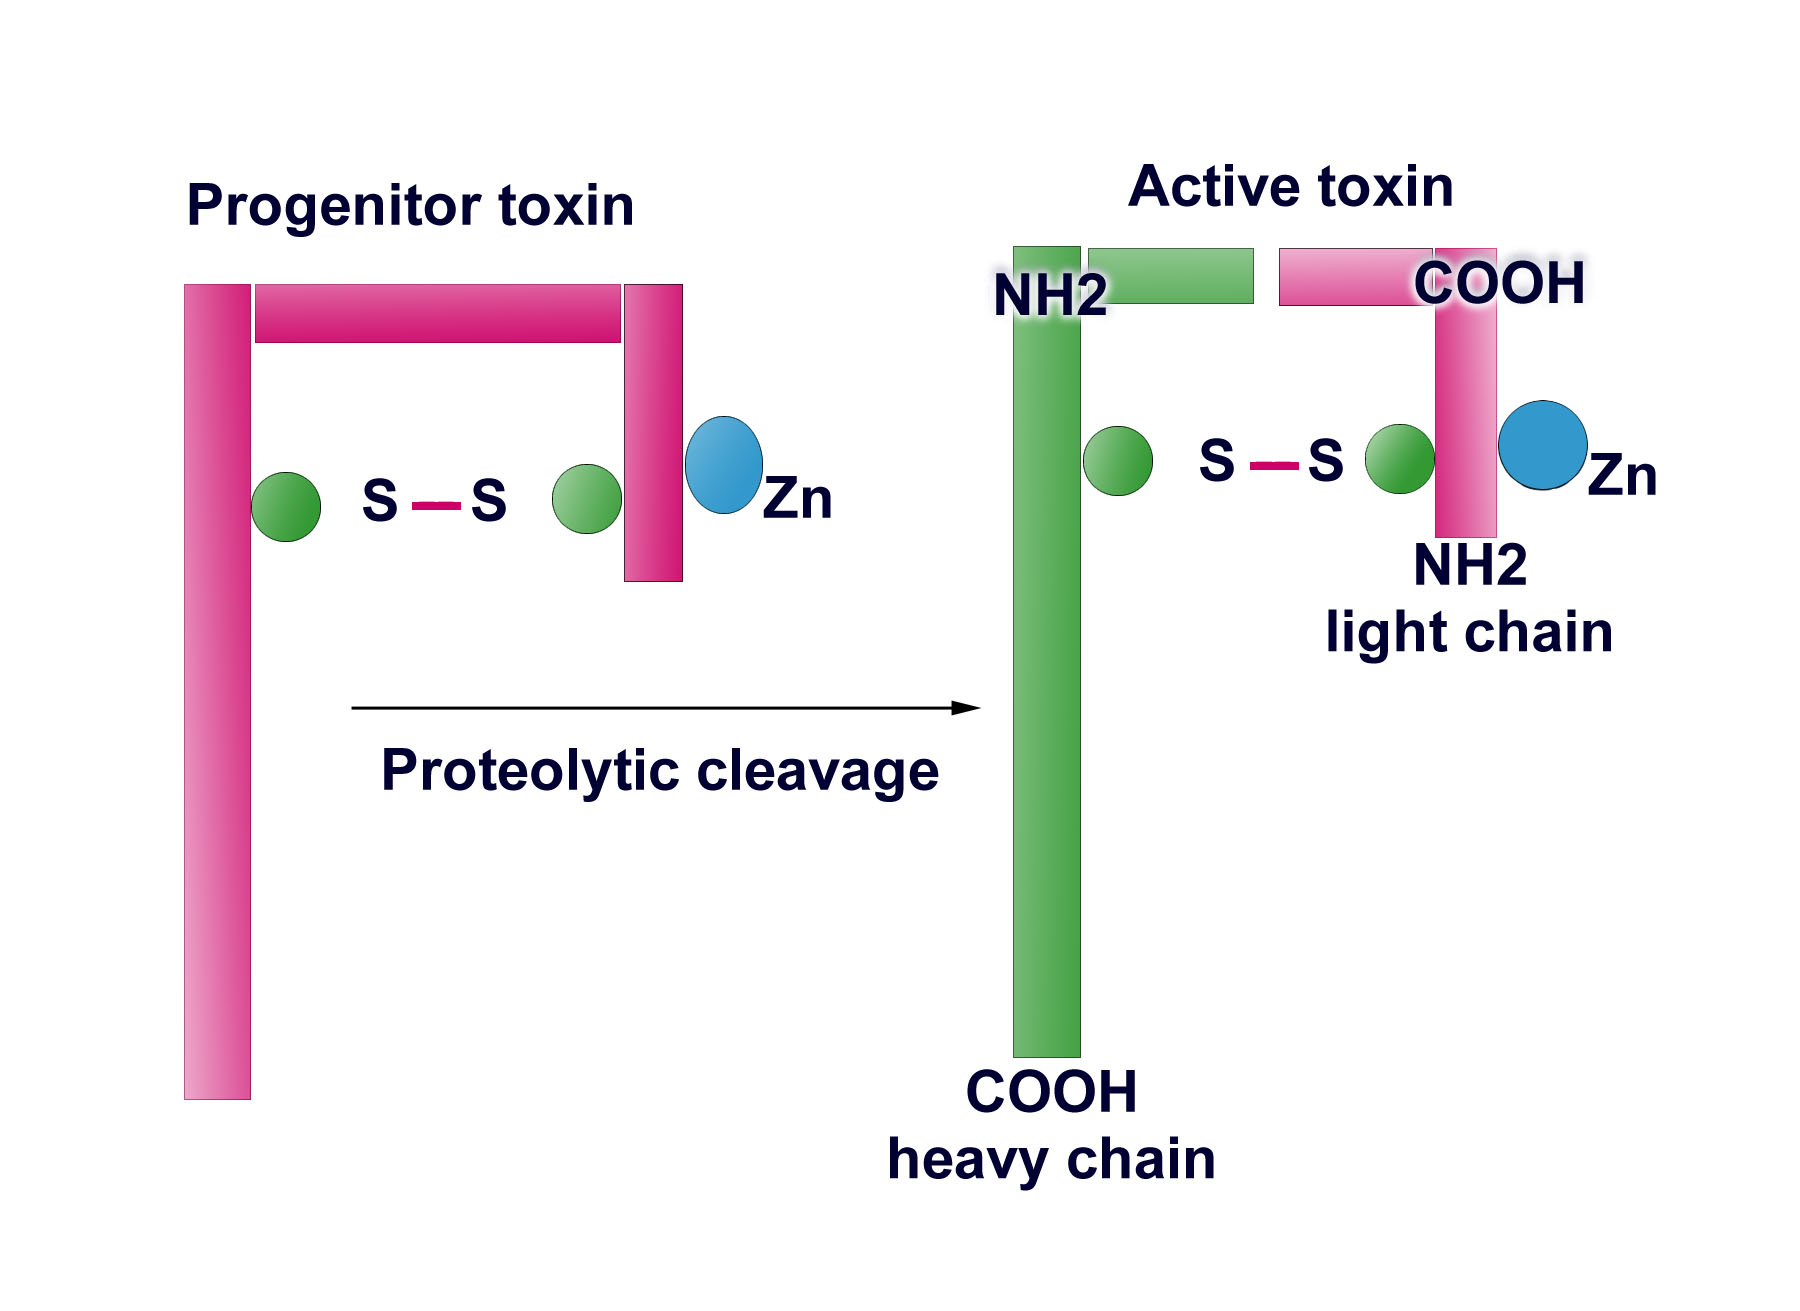 Progenitor toxin
S — S
Zn
Proteolytic cleavage
Active toxin
NH2
COOH
S — S
Zn
NH2
light chain
COOH
heavy chain